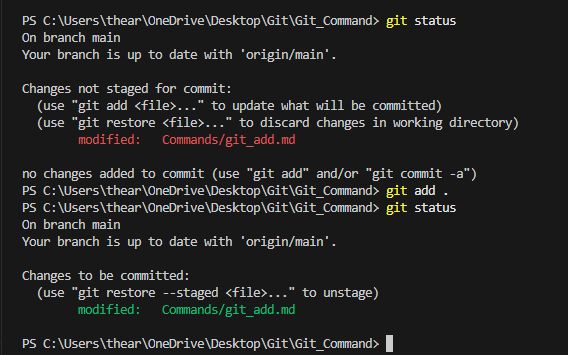 PS C:\Users\thear\OneDrive\Desktop\Git\Git_Command> git status
On branch main
Your branch is up to date with 'origin/main'.
Changes not staged for commit:
(use "git add <file>..." to update what will be committed)
(use "git restore <file>..." to discard changes in working directory)
modified:   Commands/git_add.md
no changes added to commit (use "git add" and/or "git commit -a")
PS C:\Users\thear\OneDrive\Desktop\Git\Git_Command> git add .
PS C:\Users\thear\OneDrive\Desktop\Git\Git_Command> git status
On branch main
Your branch is up to date with 'origin/main'.
Changes to be committed:
(use "git restore --staged <file>..." to unstage)
modified:   Commands/git_add.md
PS C:\Users\thear\OneDrive\Desktop\Git\Git_Command>